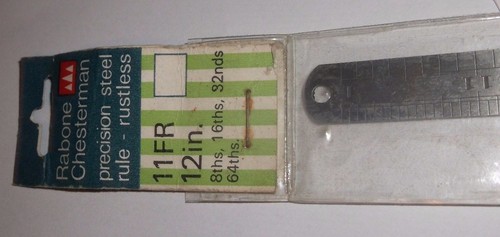 Rabone
Chesterman
precision steel
rule - rustless
11FR
12in.
8ths, 16ths, 32nds
64ths.